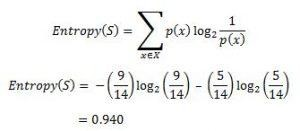 Entropy(S) = ∑ x∈X p(x) log₂ 1/p(x)
Entropy(S) = −(9/14) log₂ (9/14) − (5/14) log₂ (5/14)
= 0.940